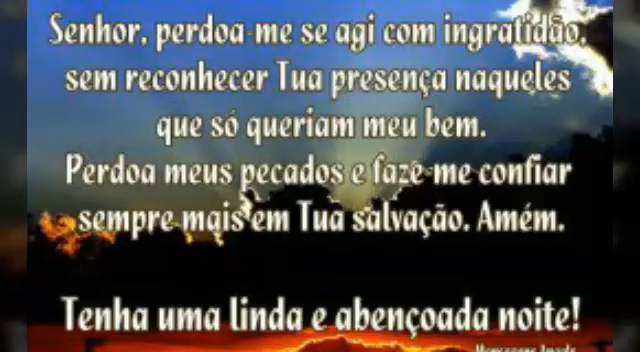 Senhor, perdoa-me se agi com ingratidão,
sem reconhecer Tua presença naqueles
que só queriam meu bem.
Perdoa meus pecados e faze-me confiar
sempre mais em Tua salvação. Amém.
Tenha uma linda e abençoada noite!